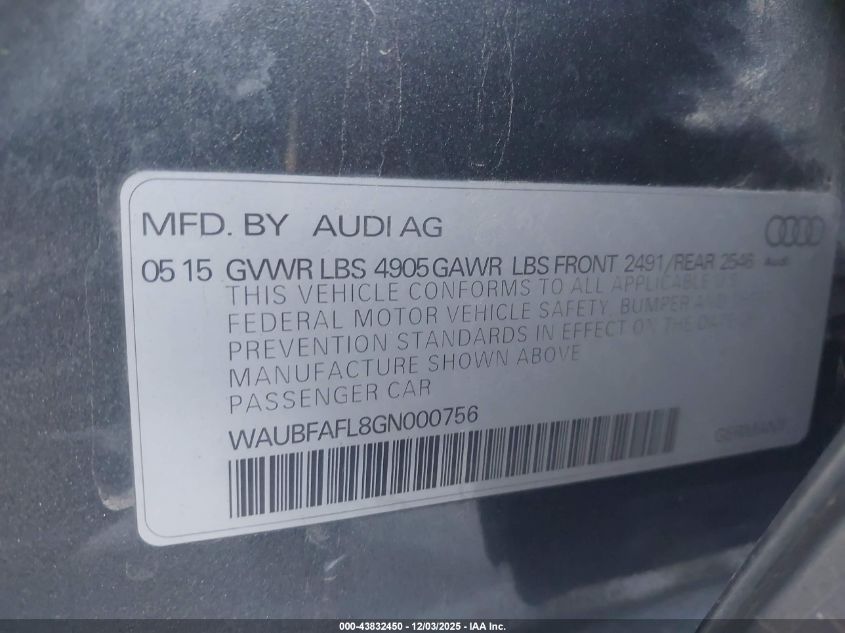 MFD. BY AUDI AG
05 15 GVWR LBS 4905 GAWR LBS FRONT 2491/REAR 2546
Audi
THIS VEHICLE CONFORMS TO ALL APPLICABLE U.S.
FEDERAL MOTOR VEHICLE SAFETY, BUMPER AND THEFT
PREVENTION STANDARDS IN EFFECT ON THE DATE OF
MANUFACTURE SHOWN ABOVE
PASSENGER CAR
WAUBFAFL8GN000756
GERMANY
000-43832450 - 12/03/2025 - IAA Inc.